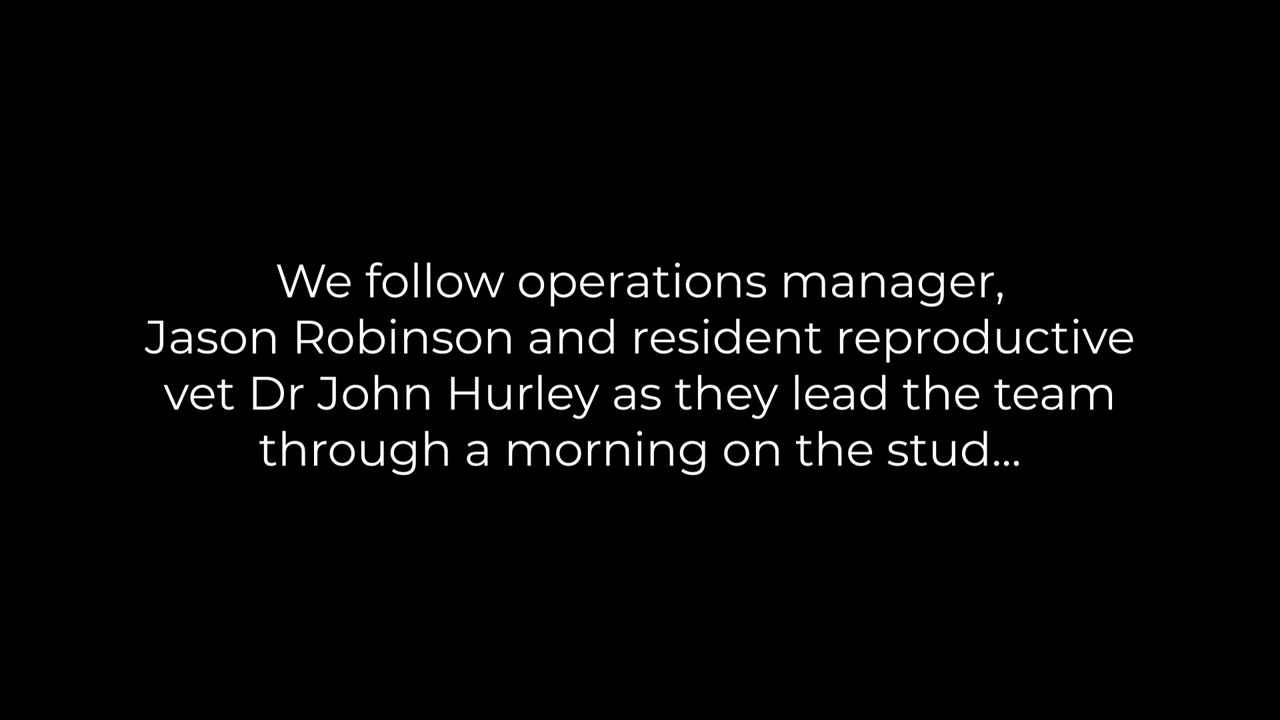 We follow operations manager,
Jason Robinson and resident reproductive
vet Dr John Hurley as they lead the team
through a morning on the stud...